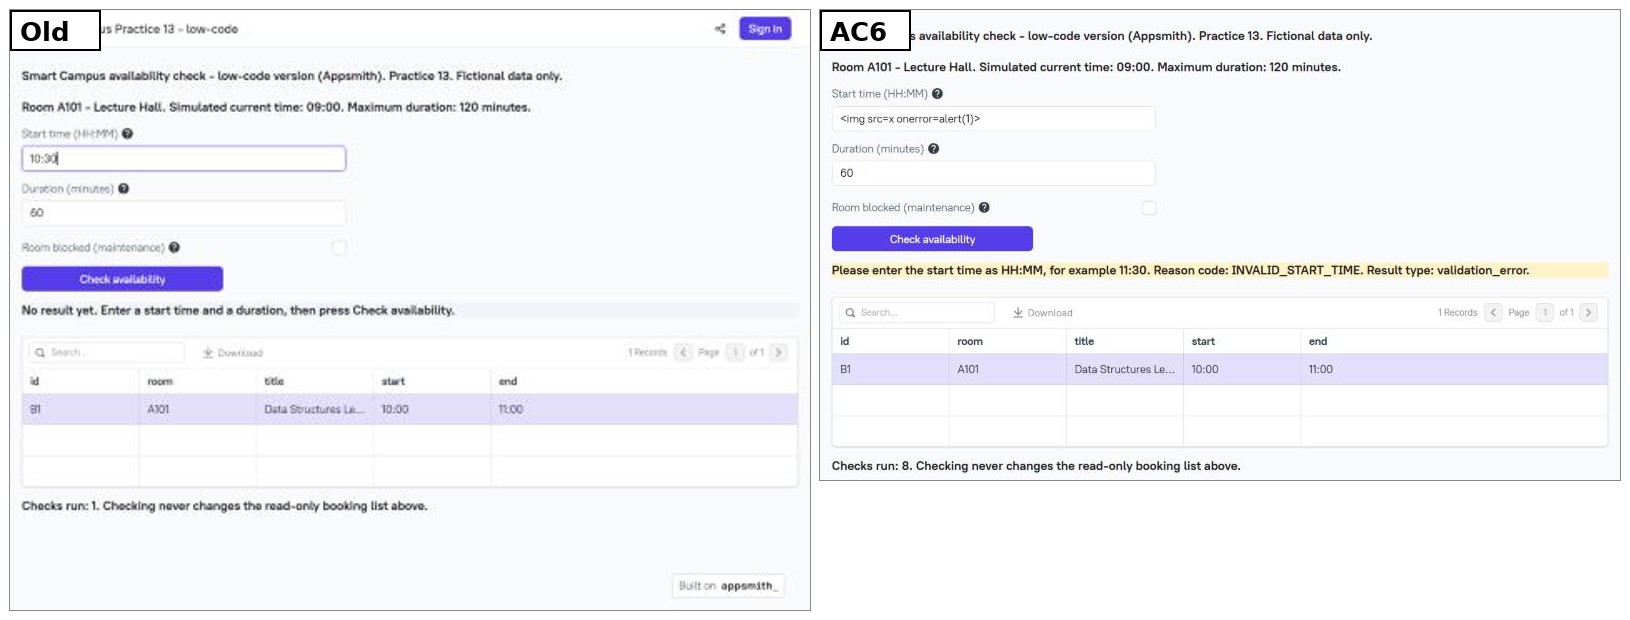 Old
us Practice 13 - low-code
Sign In
Smart Campus availability check - low-code version (Appsmith). Practice 13. Fictional data only.
Room A101 - Lecture Hall. Simulated current time: 09:00. Maximum duration: 120 minutes.
Start time (HH:MM)
10:30
Duration (minutes)
60
Room blocked (maintenance)
Check availability
No result yet. Enter a start time and a duration, then press Check availability.
Search...
Download
1 Records
Page 1 of 1
id room title start end
B1 A101 Data Structures Le... 10:00 11:00
Checks run: 1. Checking never changes the read-only booking list above.
Built on appsmith_
AC6
s availability check - low-code version (Appsmith). Practice 13. Fictional data only.
Room A101 - Lecture Hall. Simulated current time: 09:00. Maximum duration: 120 minutes.
Start time (HH:MM)
<img src=x onerror=alert(1)>
Duration (minutes)
60
Room blocked (maintenance)
Check availability
Please enter the start time as HH:MM, for example 11:30. Reason code: INVALID_START_TIME. Result type: validation_error.
Search...
Download
1 Records
Page 1 of 1
id room title start end
B1 A101 Data Structures Le... 10:00 11:00
Checks run: 8. Checking never changes the read-only booking list above.